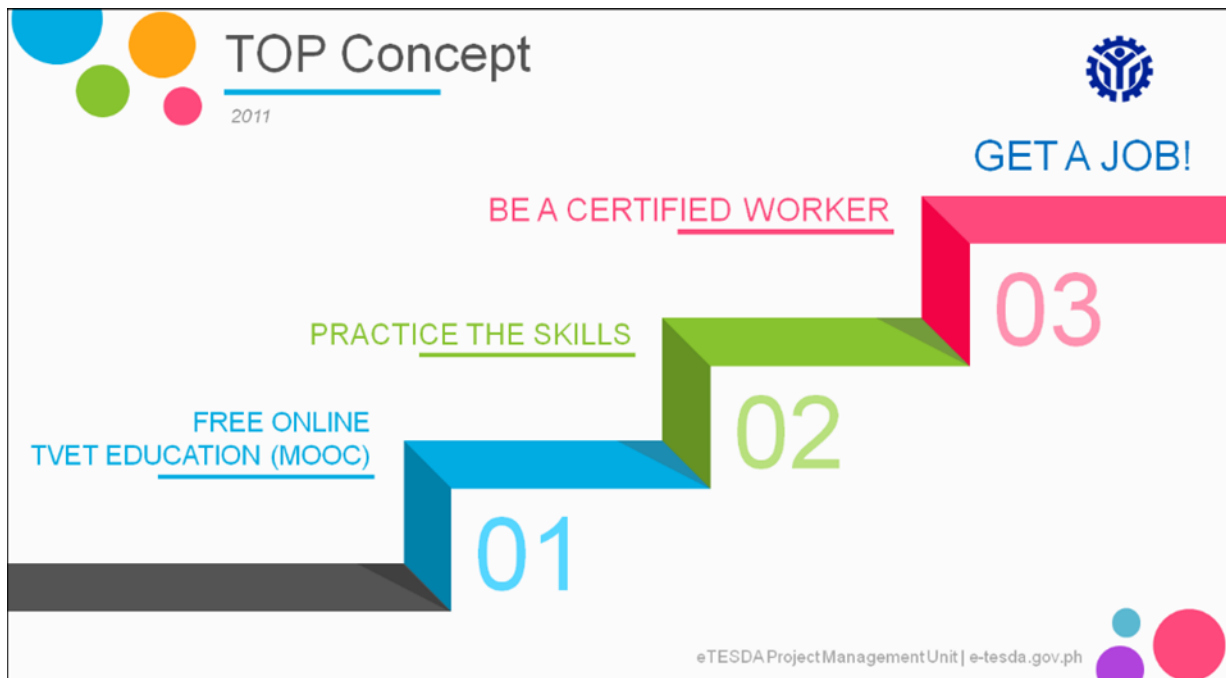 TOP Concept
2011
GET A JOB!
BE A CERTIFIED WORKER
03
PRACTICE THE SKILLS
02
FREE ONLINE
TVET EDUCATION (MOOC)
01
eTESDA Project Management Unit | e-tesda.gov.ph